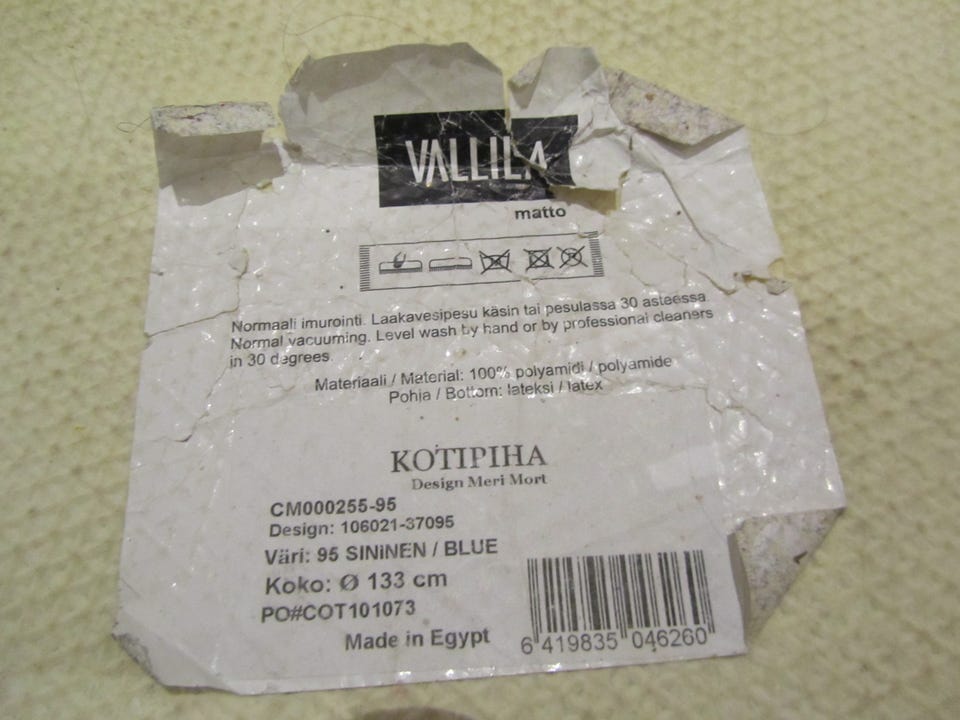 VALLILA
matto
Normaali imurointi. Laakavesipesu käsin tai pesulassa 30 asteessa.
Normal vacuuming. Level wash by hand or by professional cleaners
in 30 degrees.
Materiaali / Material: 100% polyamidi / polyamide
Pohja / Bottom: lateksi / latex
KOTIPIHA
Design Meri Mort
CM000255-95
Design: 106021-37095
Väri: 95 SININEN / BLUE
Koko: Ø 133 cm
PO#COT101073
Made in Egypt
6 419835 046260